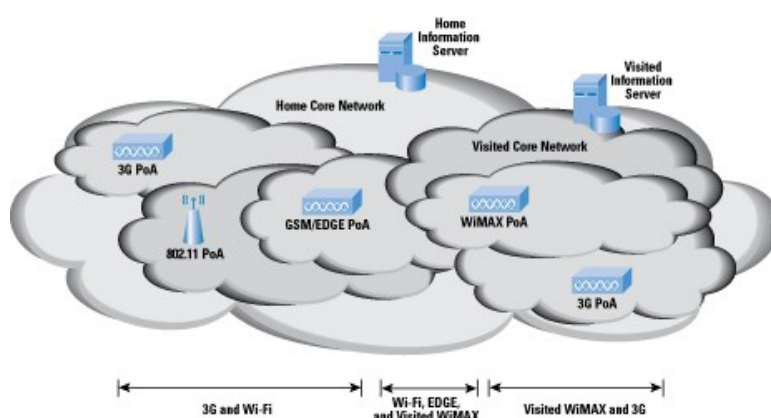 Home
Information
Server
Visited
Information
Server
Home Core Network
Visited Core Network
3G PoA
GSM/EDGE PoA
WiMAX PoA
802.11 PoA
3G PoA
3G and Wi-Fi
Wi-Fi, EDGE,
and Visited WiMAX
Visited WiMAX and 3G